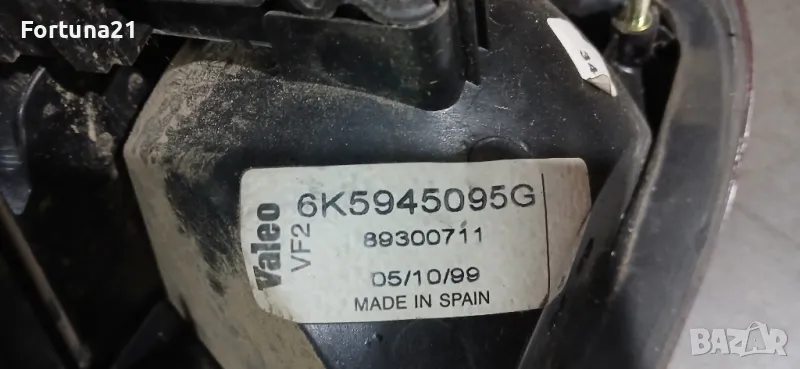 Fortuna21
Valeo
VF2
6K5945095G
89300711
05/10/99
MADE IN SPAIN
BAZAR